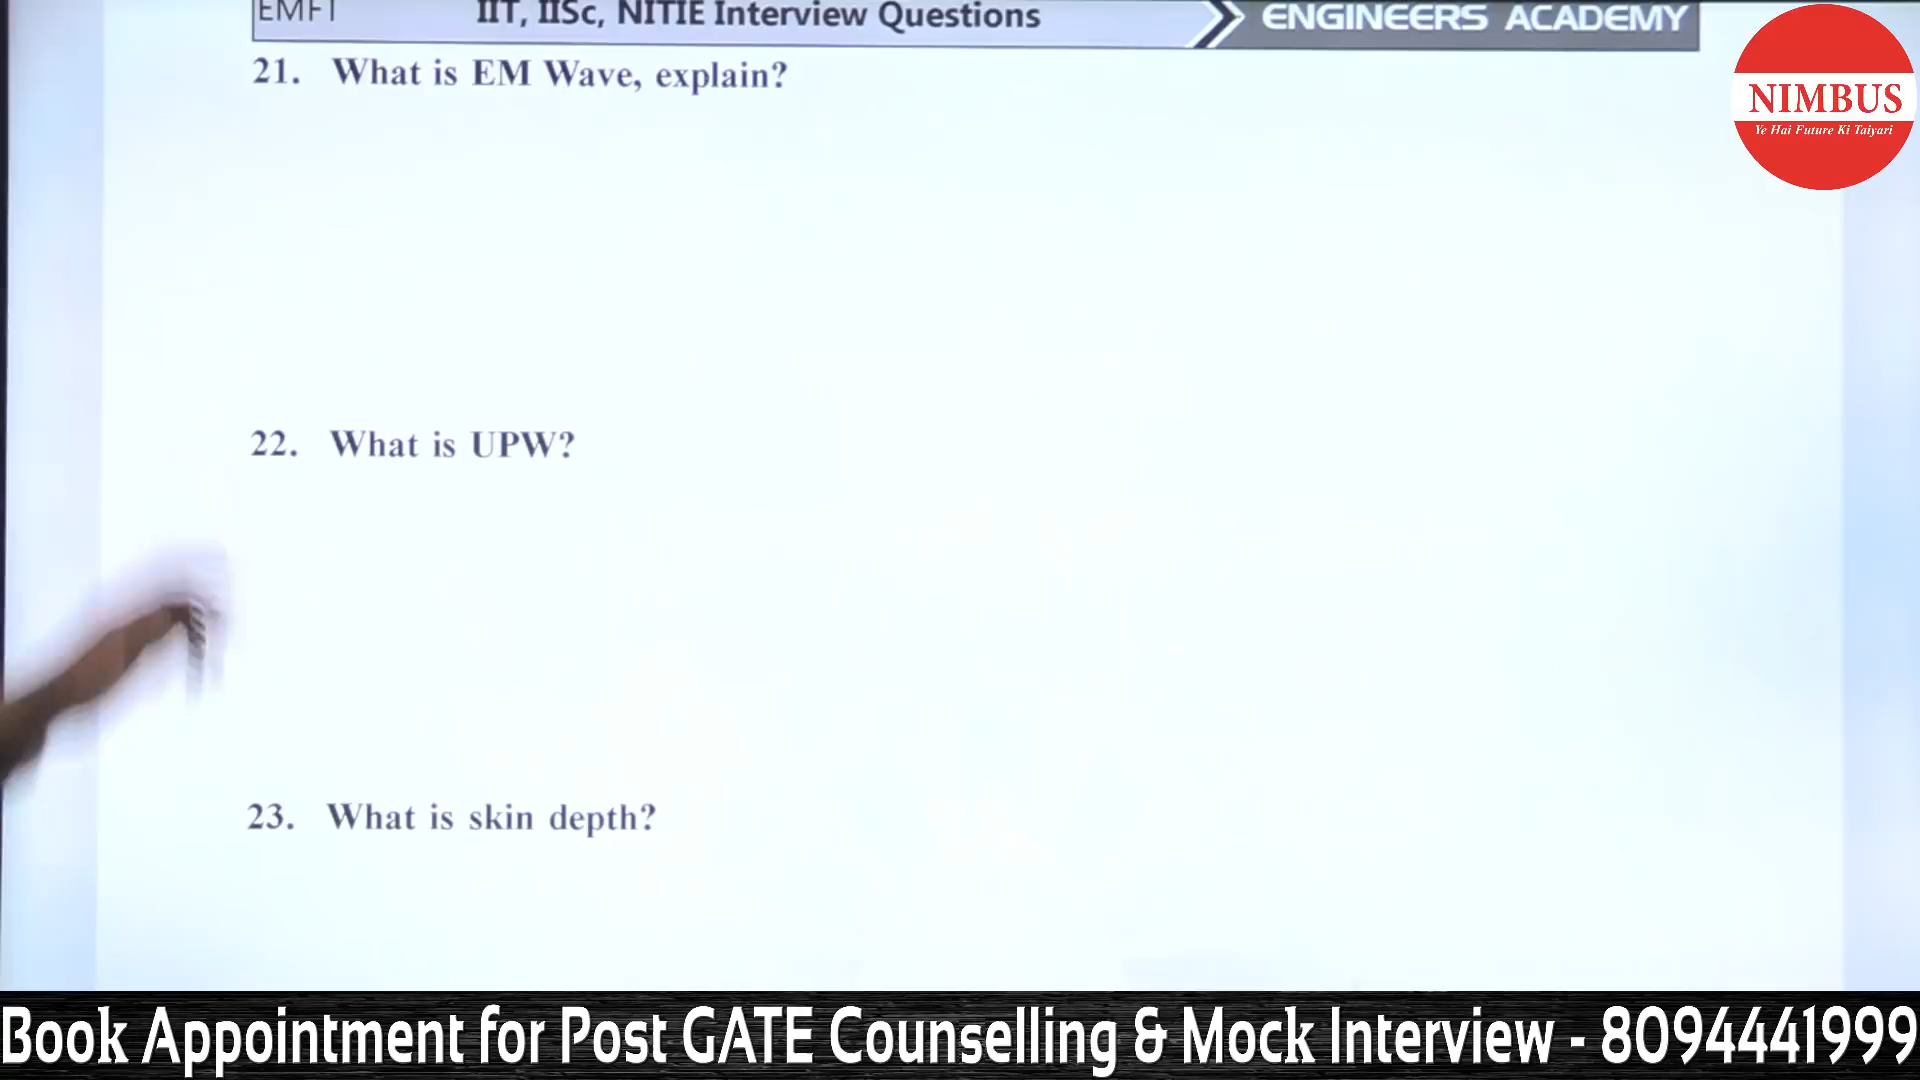 EMFT IIT, IISc, NITIE Interview Questions ENGINEERS ACADEMY
NIMBUS
Ye Hai Future Ki Taiyari
21. What is EM Wave, explain?
22. What is UPW?
23. What is skin depth?
Book Appointment for Post GATE Counselling & Mock Interview - 8094441999